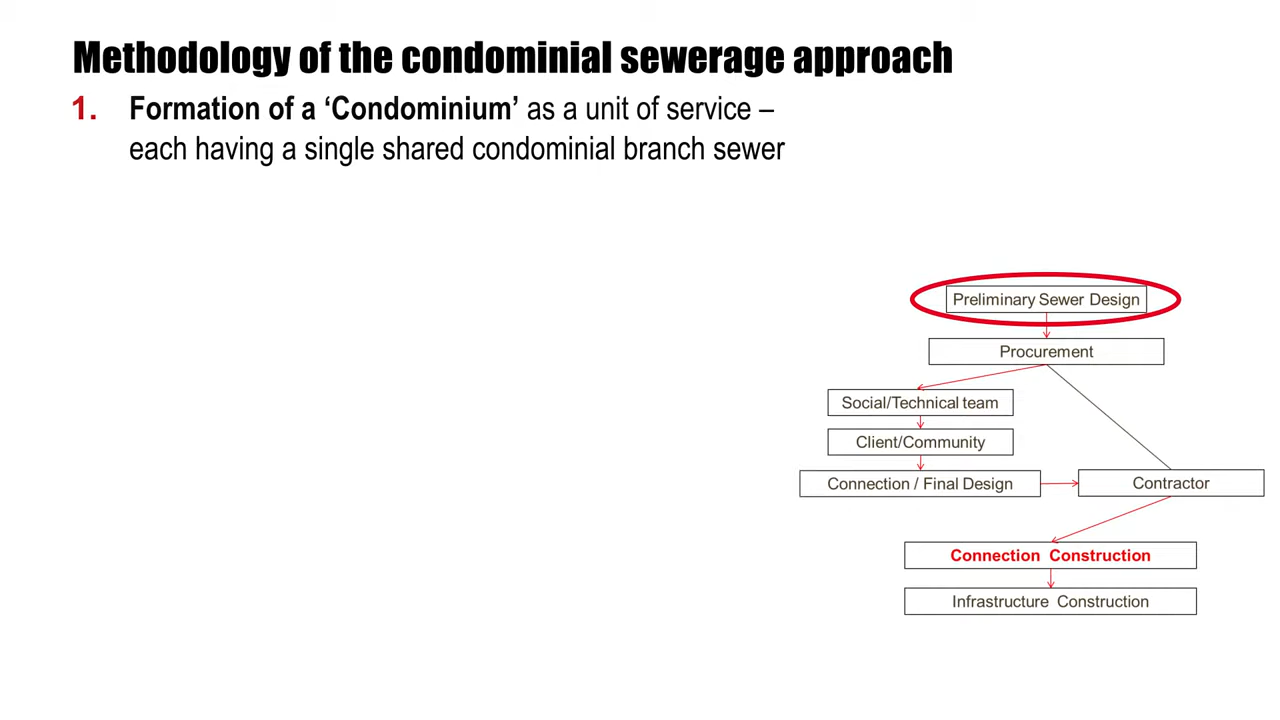 Methodology of the condominial sewerage approach
1. Formation of a ‘Condominium’ as a unit of service –
each having a single shared condominial branch sewer
Preliminary Sewer Design
Procurement
Social/Technical team
Client/Community
Connection / Final Design
Contractor
Connection Construction
Infrastructure Construction